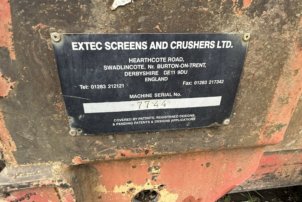 EXTEC SCREENS AND CRUSHERS LTD.
HEARTHCOTE ROAD,
SWADLINCOTE, Nr. BURTON-ON-TRENT,
DERBYSHIRE DE11 9DU
ENGLAND
Tel: 01283 212121 Fax: 01283 217342
MACHINE SERIAL No.
7744
COVERED BY PATENTS, REGISTERED DESIGNS
& PENDING PATENTS & DESIGN RIGHTS